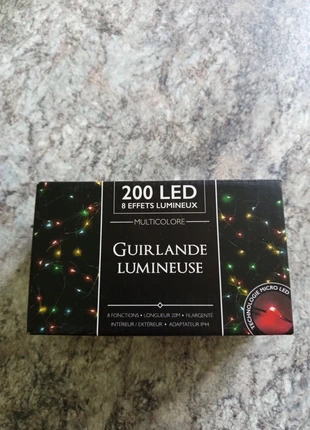 200 LED
8 EFFETS LUMINEUX
MULTICOLORE
GUIRLANDE
LUMINEUSE
8 FONCTIONS • LONGUEUR 20M • FIL ARGENTÉ
INTÉRIEUR / EXTÉRIEUR • ADAPTATEUR IP44
TECHNOLOGIE MICRO LED